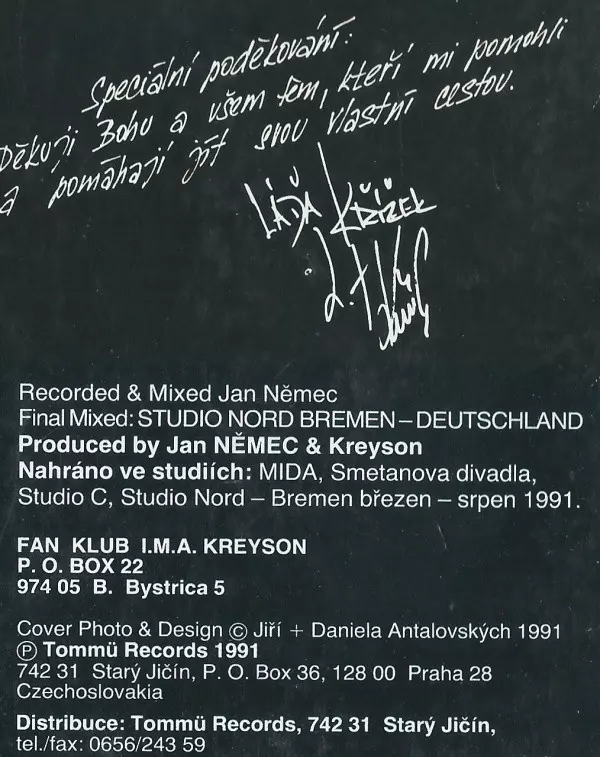 Speciální poděkování:
Děkuji Bohu a všem těm, kteří mi pomohli
a pomáhají jít svou vlastní cestou.
LÁĎA KŘÍŽEK
Recorded & Mixed Jan Němec
Final Mixed: STUDIO NORD BREMEN – DEUTSCHLAND
Produced by Jan NĚMEC & Kreyson
Nahráno ve studiích: MIDA, Smetanova divadla,
Studio C, Studio Nord – Bremen březen – srpen 1991.
FAN KLUB I.M.A. KREYSON
P. O. BOX 22
974 05 B. Bystrica 5
Cover Photo & Design © Jiří + Daniela Antalovských 1991
℗ Tommü Records 1991
742 31 Starý Jičín, P. O. Box 36, 128 00 Praha 28
Czechoslovakia
Distribuce: Tommü Records, 742 31 Starý Jičín,
tel./fax: 0656/243 59